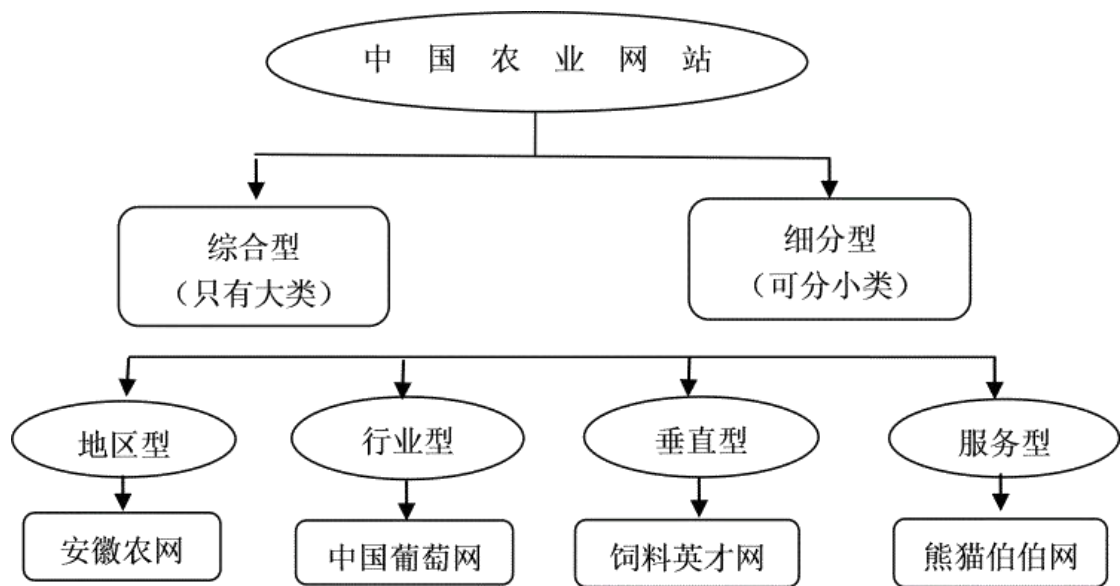 中国农业网站
综合型
（只有大类）
细分型
（可分小类）
地区型
行业型
垂直型
服务型
安徽农网
中国葡萄网
饲料英才网
熊猫伯伯网